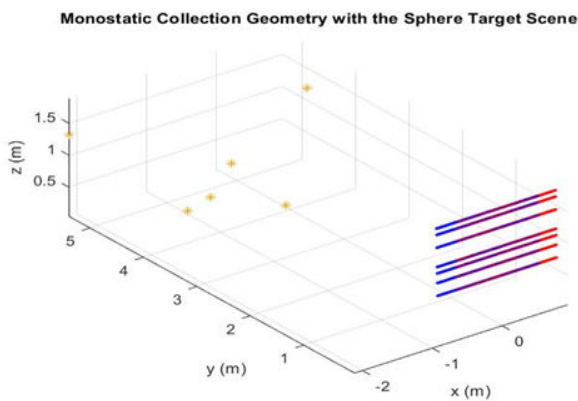 Monostatic Collection Geometry with the Sphere Target Scene
z (m)
1.5
1
0.5
5
4
3
2
1
y (m)
-2
-1
0
x (m)